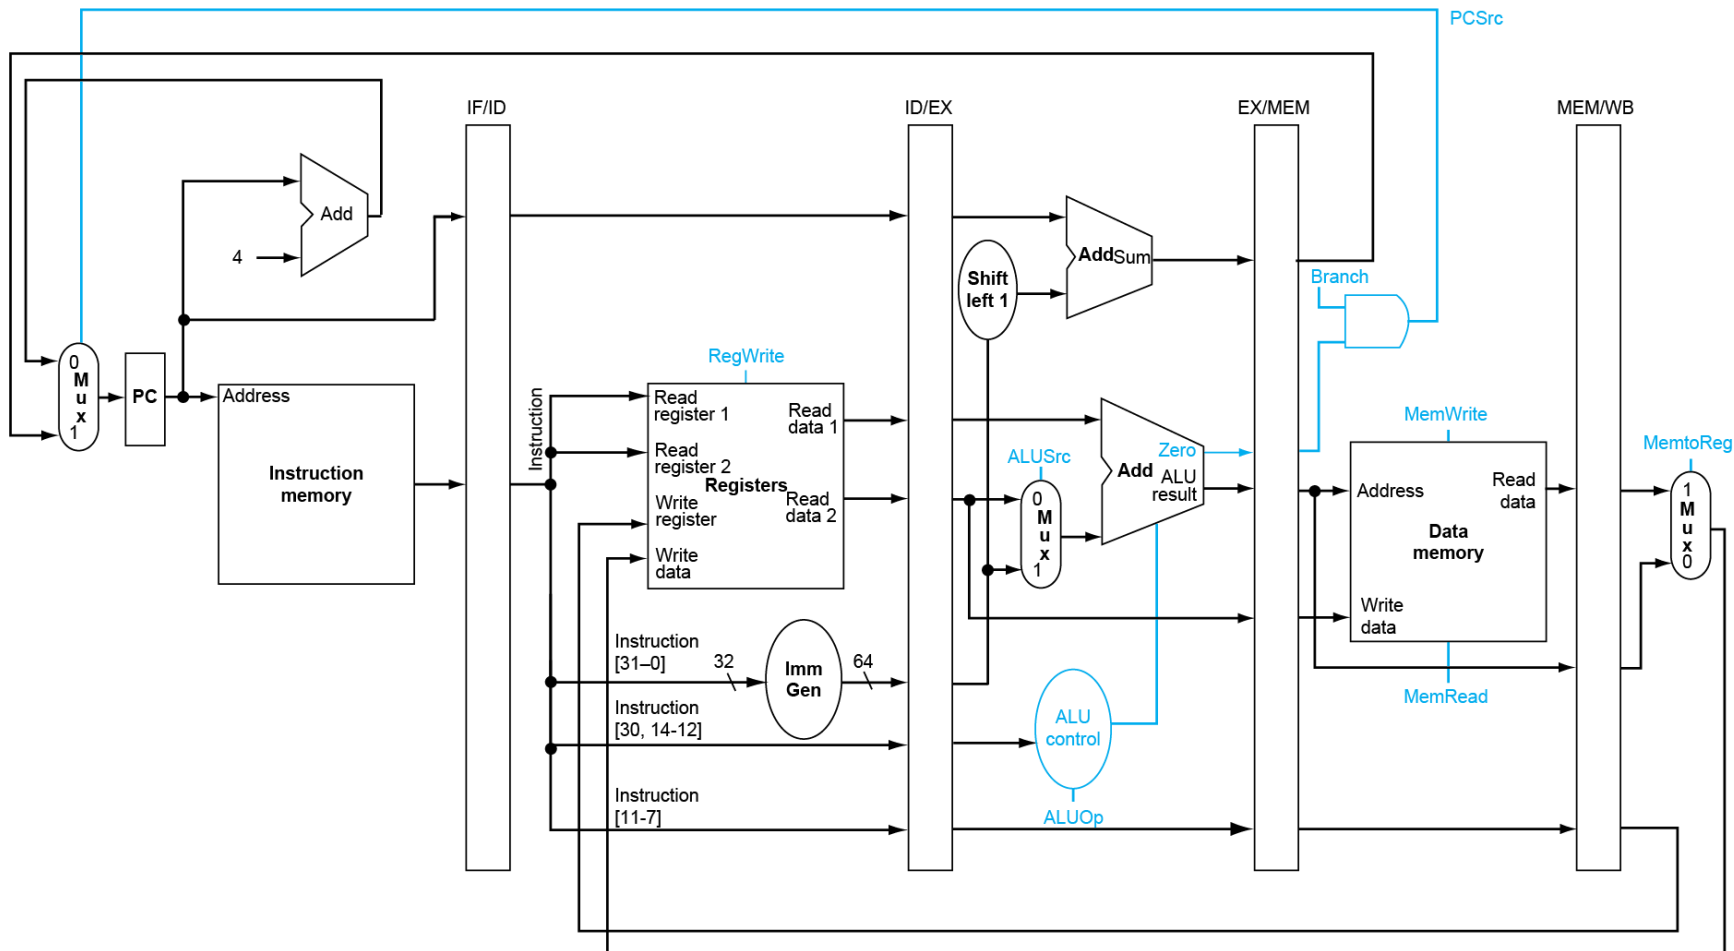 PCSrc
IF/ID
ID/EX
EX/MEM
MEM/WB
Add
4
Add Sum
Shift
left 1
Branch
0
M
u
x
1
PC
Address
Instruction
memory
Instruction
RegWrite
Read
register 1
Read
data 1
Read
register 2
Registers
Write
register
Read
data 2
Write
data
ALUSrc
0
M
u
x
1
Zero
Add
ALU
result
MemWrite
Address
Read
data
Data
memory
Write
data
MemRead
MemtoReg
1
M
u
x
0
Instruction
[31–0]
32
Imm
Gen
64
Instruction
[30, 14-12]
ALU
control
ALUOp
Instruction
[11-7]